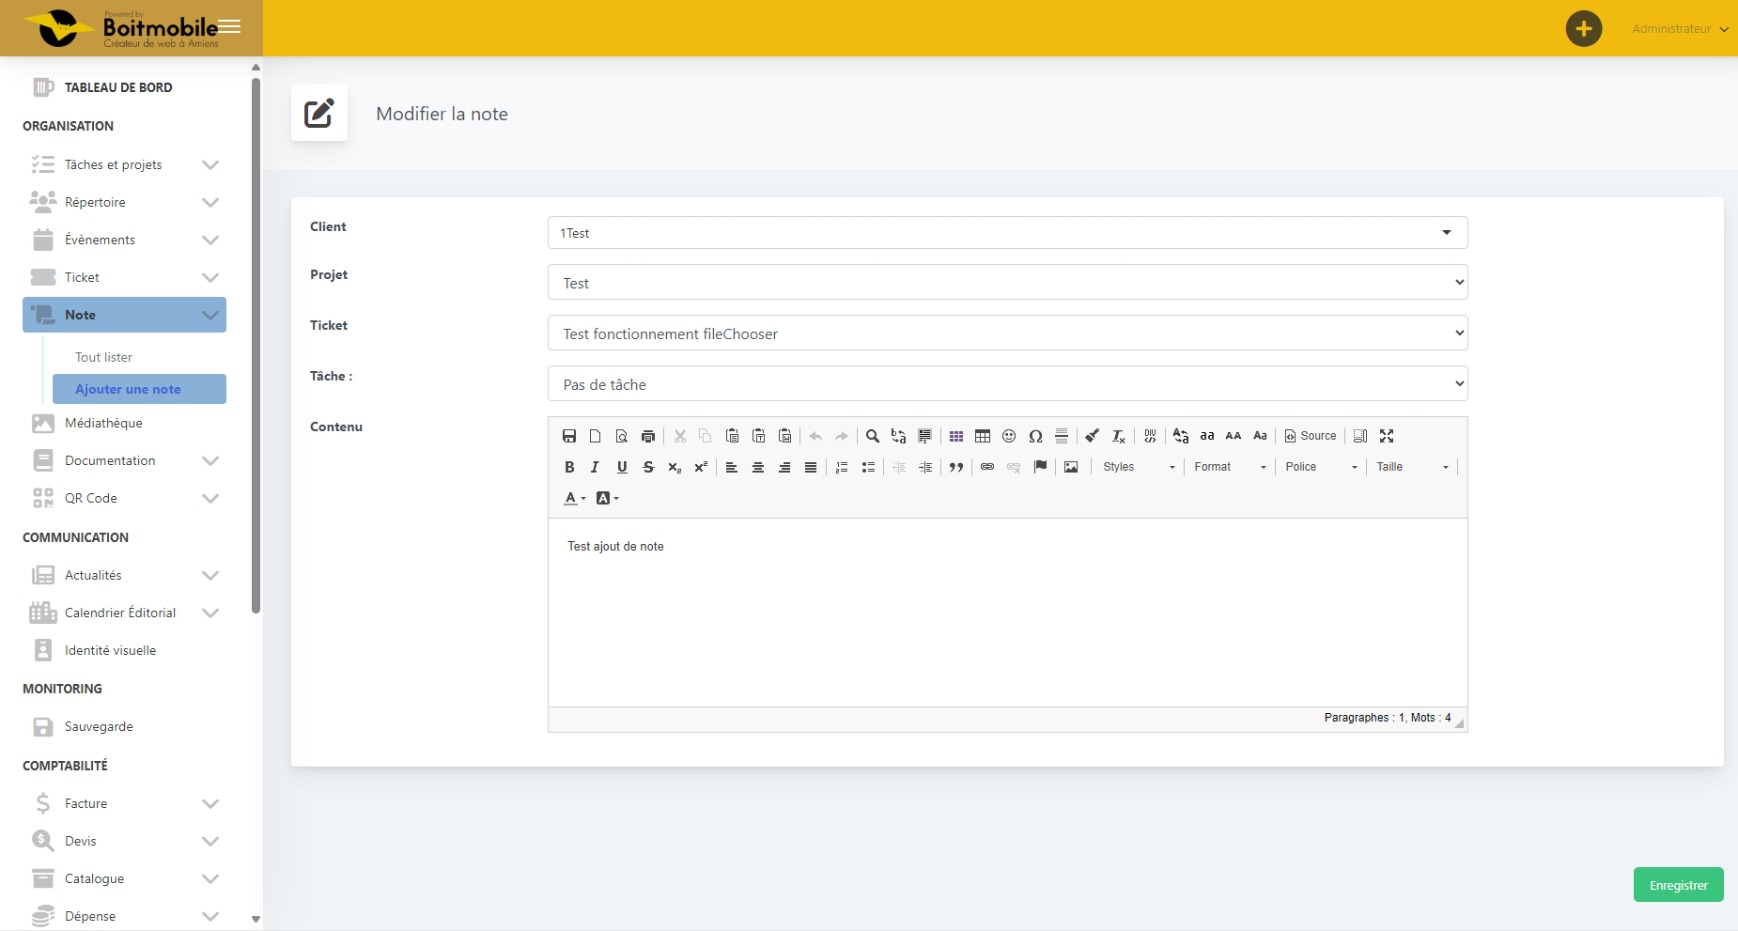 Powered by
Boitmobile
Créateur de web à Amiens
Administrateur
TABLEAU DE BORD
ORGANISATION
Tâches et projets
Répertoire
Évènements
Ticket
Note
Tout lister
Ajouter une note
Médiathèque
Documentation
QR Code
COMMUNICATION
Actualités
Calendrier Éditorial
Identité visuelle
MONITORING
Sauvegarde
COMPTABILITÉ
Facture
Devis
Catalogue
Dépense
Modifier la note
Client
1Test
Projet
Test
Ticket
Test fonctionnement fileChooser
Tâche :
Pas de tâche
Contenu
Source
Styles Format Police Taille
Test ajout de note
Paragraphes : 1, Mots : 4
Enregistrer